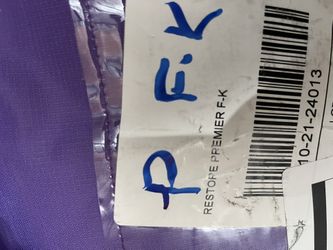 P F.K
RESTORE PREMIER F-K
10-21-24013